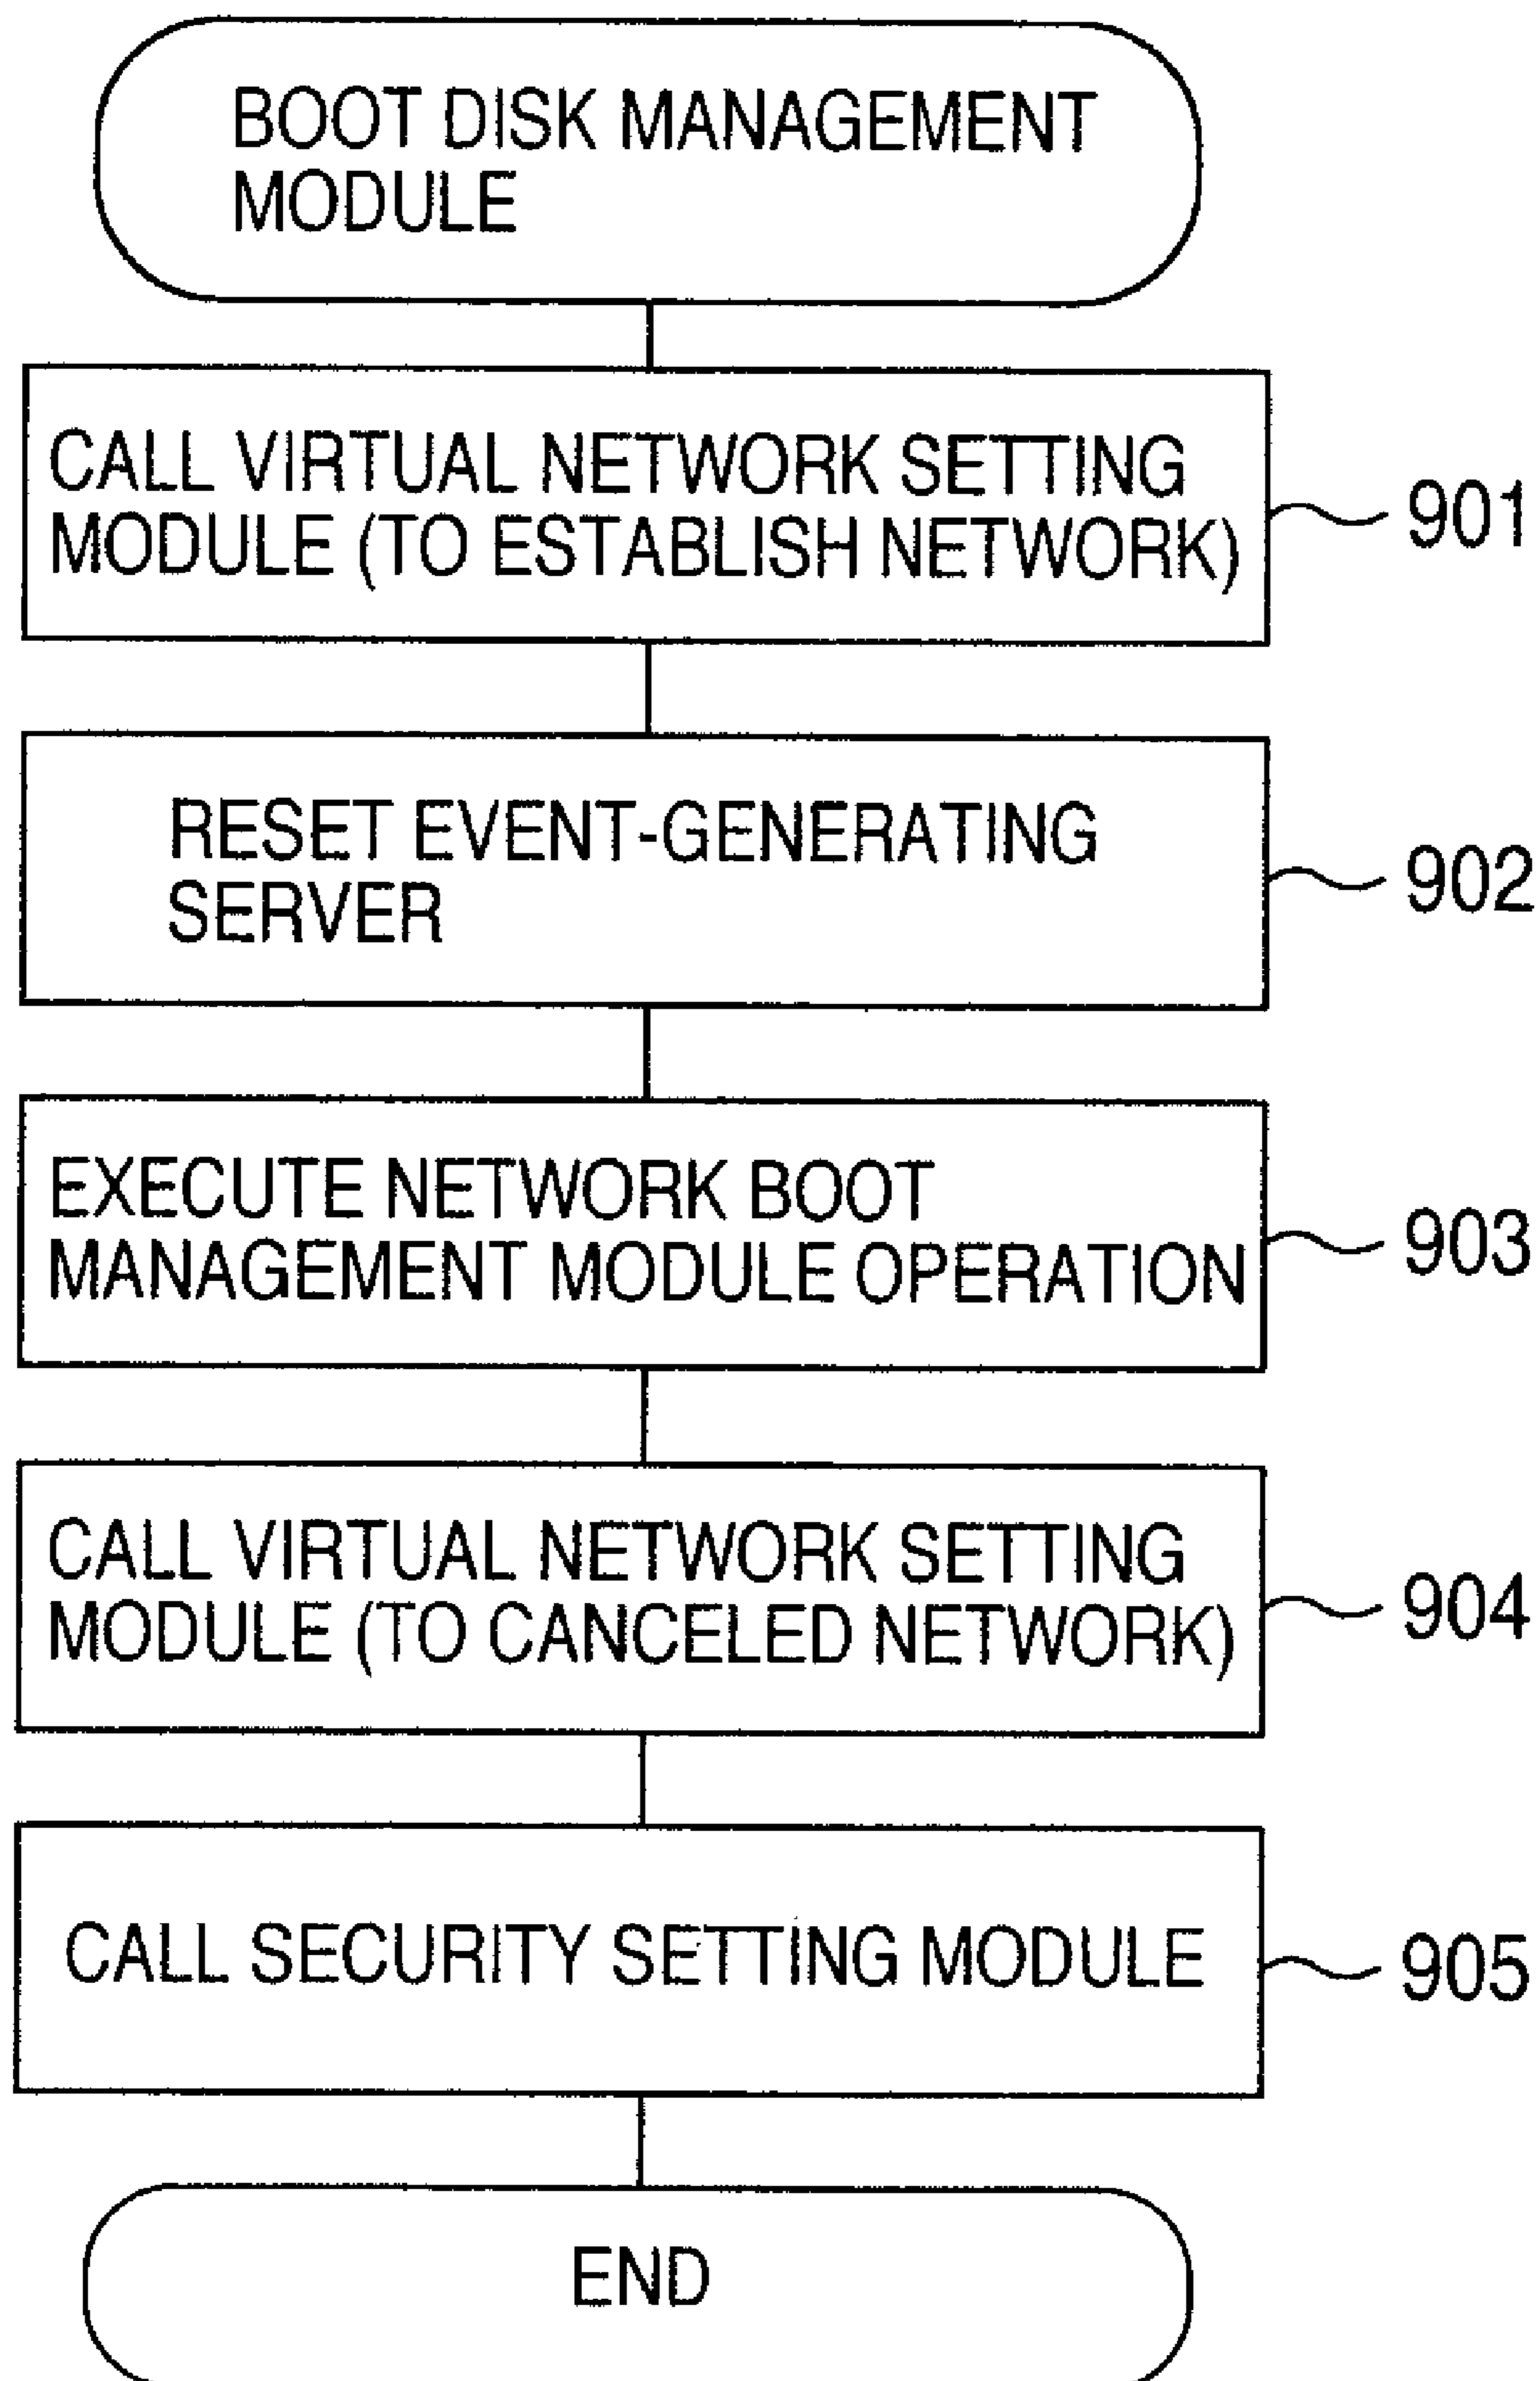 BOOT DISK MANAGEMENT
MODULE
CALL VIRTUAL NETWORK SETTING
MODULE (TO ESTABLISH NETWORK)
901
RESET EVENT-GENERATING
SERVER
902
EXECUTE NETWORK BOOT
MANAGEMENT MODULE OPERATION
903
CALL VIRTUAL NETWORK SETTING
MODULE (TO CANCELED NETWORK)
904
CALL SECURITY SETTING MODULE
905
END